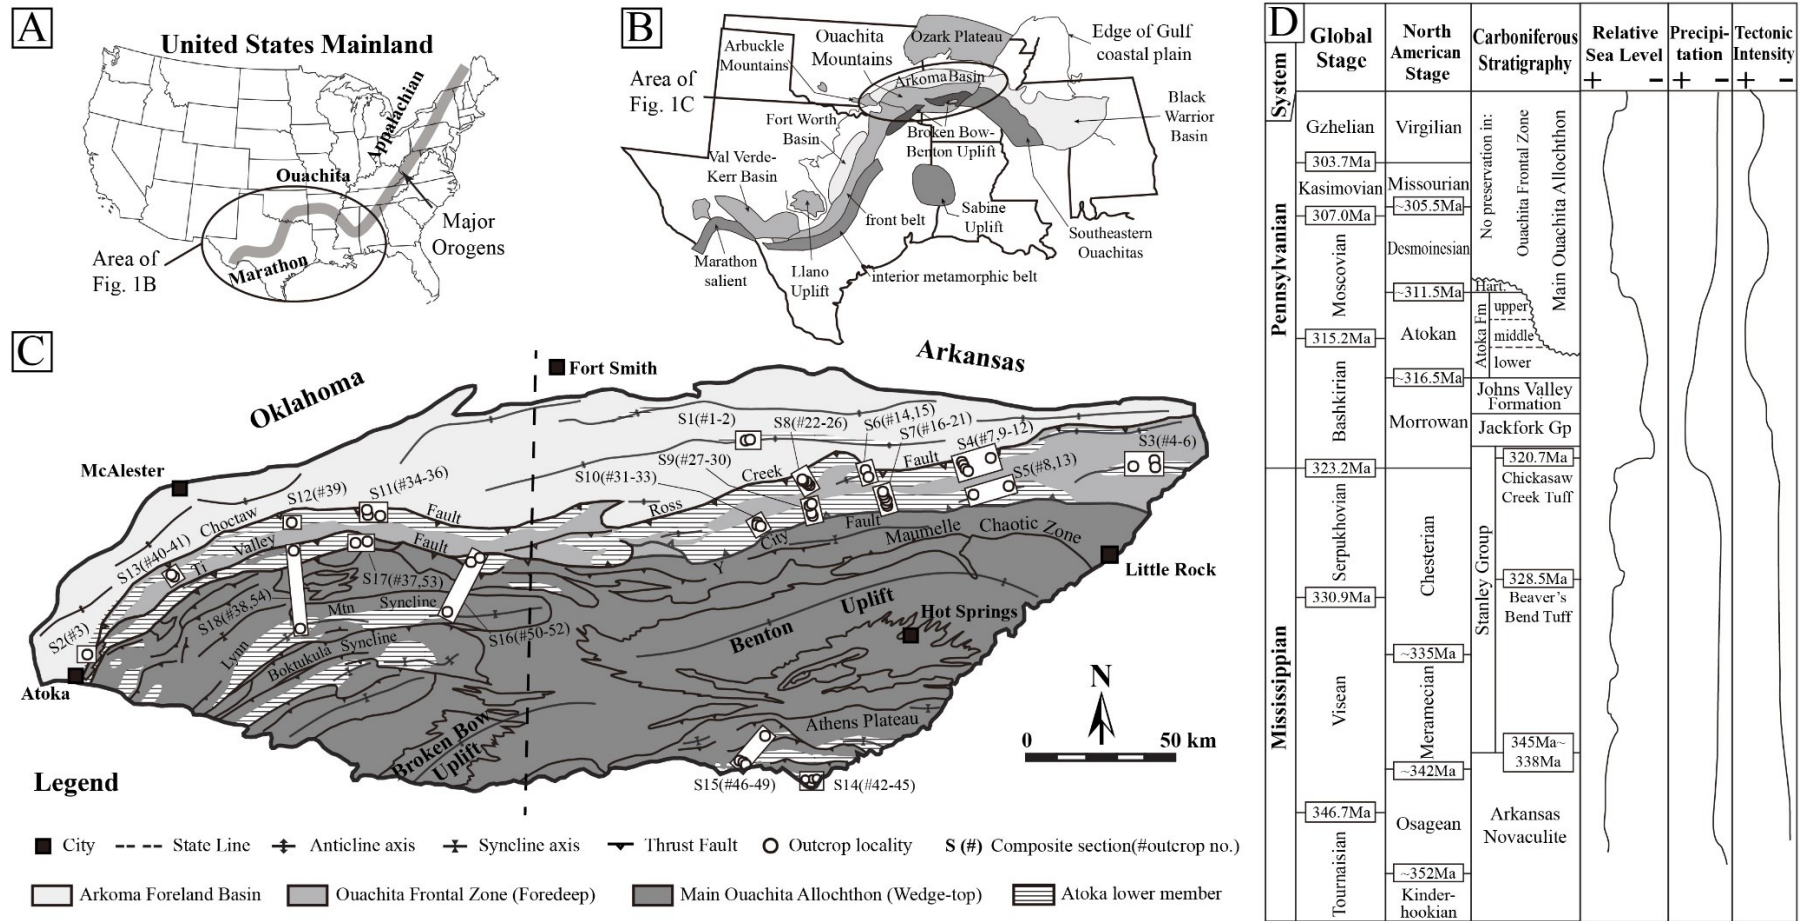 A
United States Mainland
Appalachian
Ouachita
Marathon
Major
Orogens
Area of
Fig. 1B
B
Arbuckle
Mountains
Ouachita
Mountains
Ozark Plateau
Edge of Gulf
coastal plain
Area of
Fig. 1C
Arkoma Basin
Black
Warrior
Basin
Fort Worth
Basin
Broken Bow-
Benton Uplift
Val Verde-
Kerr Basin
front belt
Sabine
Uplift
Southeastern
Ouachitas
Marathon
salient
Llano
Uplift
interior metamorphic belt
C
Oklahoma
Arkansas
Fort Smith
McAlester
Atoka
Little Rock
Hot Springs
S1(#1-2)
S8(#22-26)
S6(#14,15)
S7(#16-21)
S4(#7,9-12)
S3(#4-6)
S9(#27-30)
S10(#31-33)
S5(#8,13)
S12(#39)
S11(#34-36)
S13(#40-41)
S2(#3)
S17(#37,53)
S18(#38,54)
S16(#50-52)
S15(#46-49)
S14(#42-45)
Choctaw
Fault
Ross
Creek
Fault
Ti
Valley
Fault
Y
City
Fault
Maumelle
Chaotic
Zone
Lynn
Mtn
Syncline
Boktukula
Syncline
Benton
Uplift
Broken Bow
Uplift
Athens Plateau
N
0
50 km
Legend
City
State Line
Anticline axis
Syncline axis
Thrust Fault
Outcrop locality
S (#) Composite section(#outcrop no.)
Arkoma Foreland Basin
Ouachita Frontal Zone (Foredeep)
Main Ouachita Allochthon (Wedge-top)
Atoka lower member
D
System
Global
Stage
North
American
Stage
Carboniferous
Stratigraphy
Relative
Sea Level
+ −
Precipi-
tation
+ −
Tectonic
Intensity
+ −
Pennsylvanian
Mississippian
Gzhelian
303.7Ma
Kasimovian
307.0Ma
Moscovian
315.2Ma
Bashkirian
323.2Ma
Serpukhovian
330.9Ma
Visean
346.7Ma
Tournaisian
Virgilian
Missourian
~305.5Ma
Desmoinesian
~311.5Ma
Atokan
~316.5Ma
Morrowan
Chesterian
~335Ma
Meramecian
~342Ma
Osagean
~352Ma
Kinder-
hookian
No preservation in:
Ouachita Frontal Zone
Main Ouachita Allochthon
Hart.
Atoka Fm
upper
middle
lower
Johns Valley
Formation
Jackfork Gp
Stanley Group
320.7Ma
Chickasaw
Creek Tuff
328.5Ma
Beaver's
Bend Tuff
345Ma~
338Ma
Arkansas
Novaculite